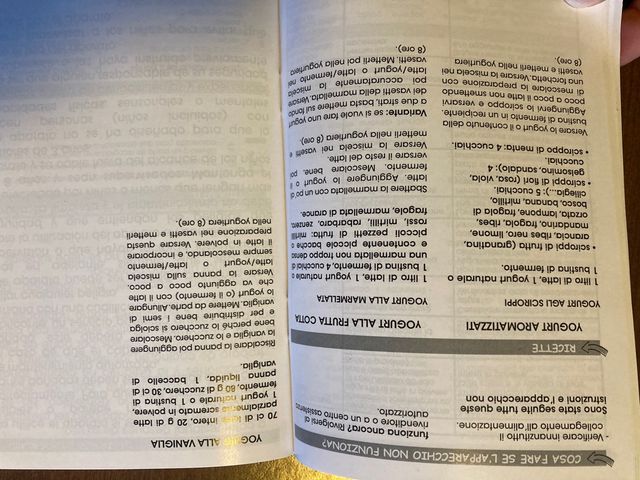 COSA FARE SE L'APPARECCHIO NON FUNZIONA?
- Verificare innanzitutto il
collegamento all'alimentazione.
Sono state seguite tutte queste
istruzioni e l'apparecchio non
funziona ancora? Rivolgersi al
rivenditore o a un centro assistenza
autorizzato.
RICETTE
YOGURT AROMATIZZATI
YOGURT AGLI SCIROPPI
1 litro di latte, 1 yogurt naturale o
1 bustina di fermento.
• sciroppi di frutta (granatina,
arancia, ribes nero, limone,
mandarino, fragola, ribes,
orzata, lampone, fragola di
bosco, banana, mirtillo,
ciliegia...): 5 cucchiai.
• sciroppi di fiori (rosa, viola,
gelsomino, sandalo): 4
cucchiai.
• sciroppo di menta: 4 cucchiai.
Versare lo yogurt o il contenuto della
bustina di fermento in un recipiente.
Aggiungervi lo sciroppo e versarvi
poco a poco il latte non smettendo
di mescolare la preparazione con
una forchetta. Versare la miscela nei
vasetti e metterli nella yogurtiera
(8 ore).
YOGURT ALLA FRUTTA COTTA
YOGURT ALLA MARMELLATA
1 litro di latte, 1 yogurt naturale o
1 bustina di fermento, 4 cucchiai di
una marmellata non troppo densa
e contenente piccole bacche o
piccoli pezzetti di frutta: mirtilli
rossi, mirtilli, rabarbaro, zenzero,
fragole, marmellata di arance.
Sbattere la marmellata con un po' di
latte. Aggiungere lo yogurt o il
fermento. Mescolare bene, poi
versare il resto del latte.
Versare la miscela nei vasetti e
metterli nella yogurtiera (8 ore).
Variante: se si vuole fare uno yogurt
a due strati, basta mettere sul fondo
dei vasetti della marmellata. Versare
poi accuratamente la miscela
latte/yogurt o latte/fermento nei
vasetti. Metterli nella poi yogurtiera
(8 ore).
YOGURT ALLA VANIGLIA
70 cl di latte intero, 20 g di latte
parzialmente scremato in polvere,
1 yogurt naturale o 1 bustina di
fermento, 80 g di zucchero, 30 cl di
panna liquida, 1 baccello di
vaniglia.
Riscaldare la panna poi aggiungere
la vaniglia e lo zucchero. Mescolare
bene perché lo zucchero si sciolga
e per distribuire bene i semi di
vaniglia. Mettere da parte. Allungare
lo yogurt (o il fermento) con il latte
che va aggiunto poco a poco.
Versare la panna sulla miscela
latte/yogurt o latte/fermento
sempre mescolando, e incorporare
il latte in polvere. Versare questa
preparazione nei vasetti e metterli
nella yogurtiera (8 ore).